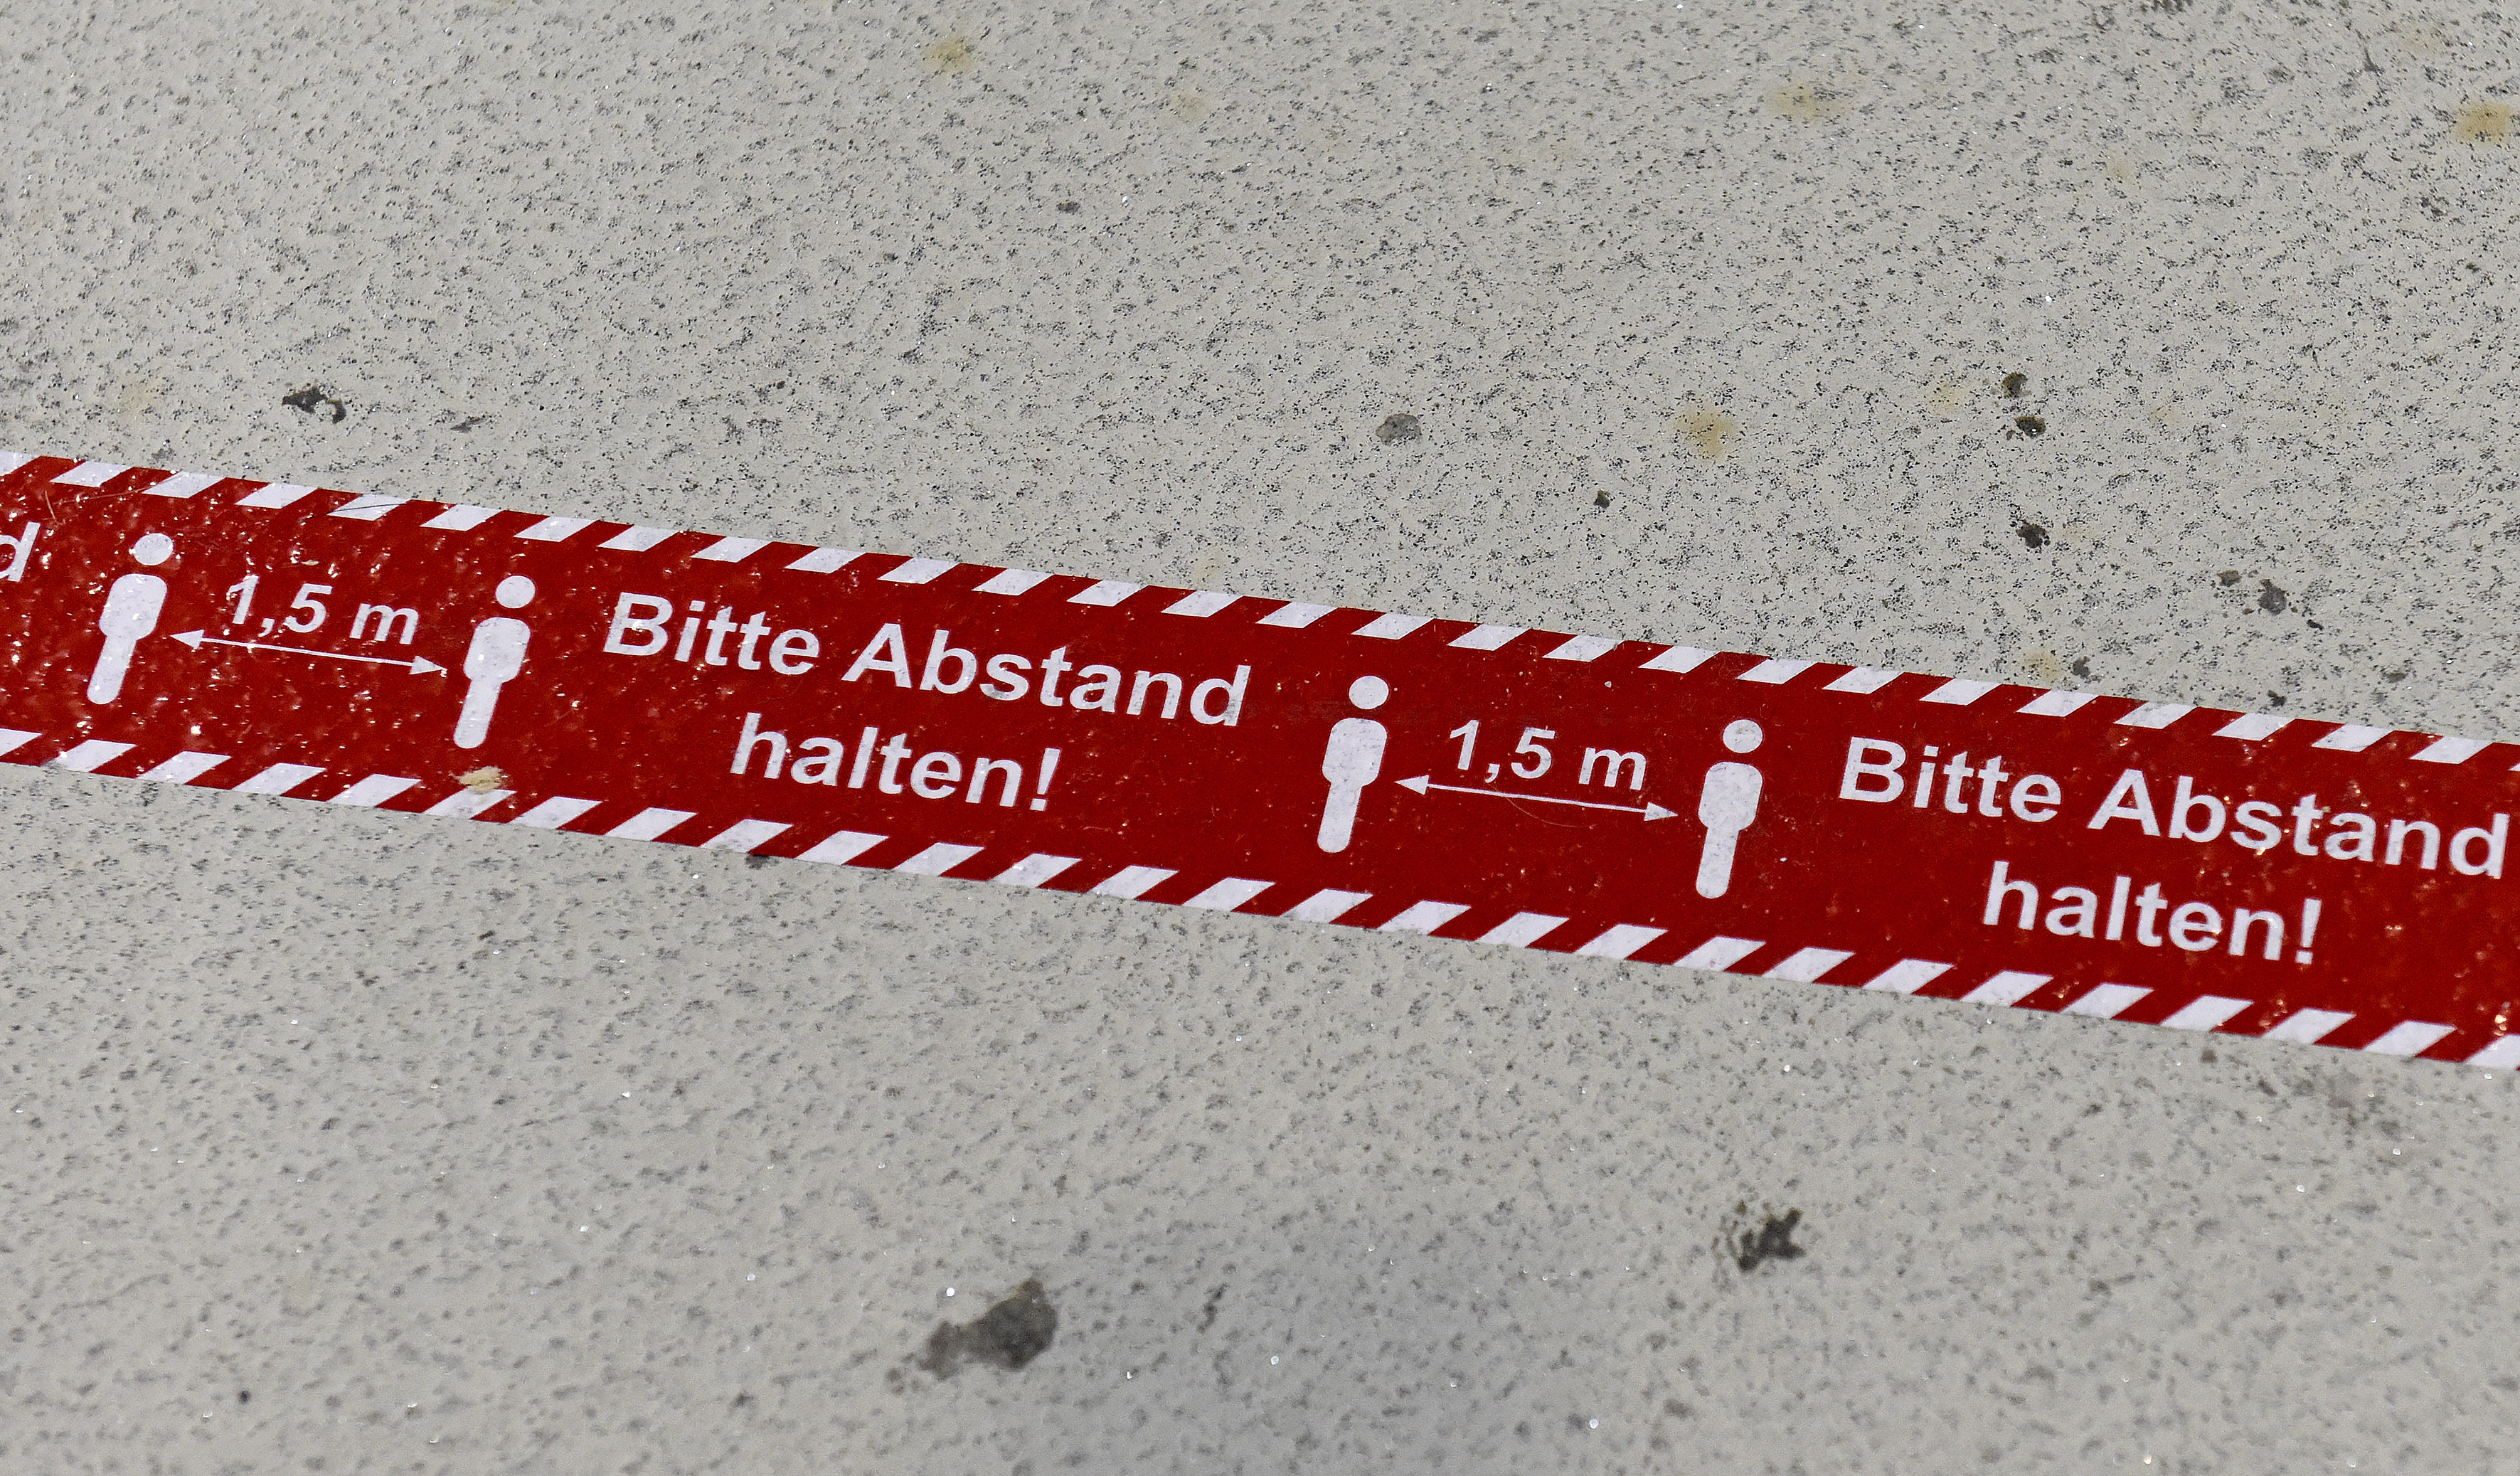 d
1,5 m
Bitte Abstand
halten!
1,5 m
Bitte Abstand
halten!